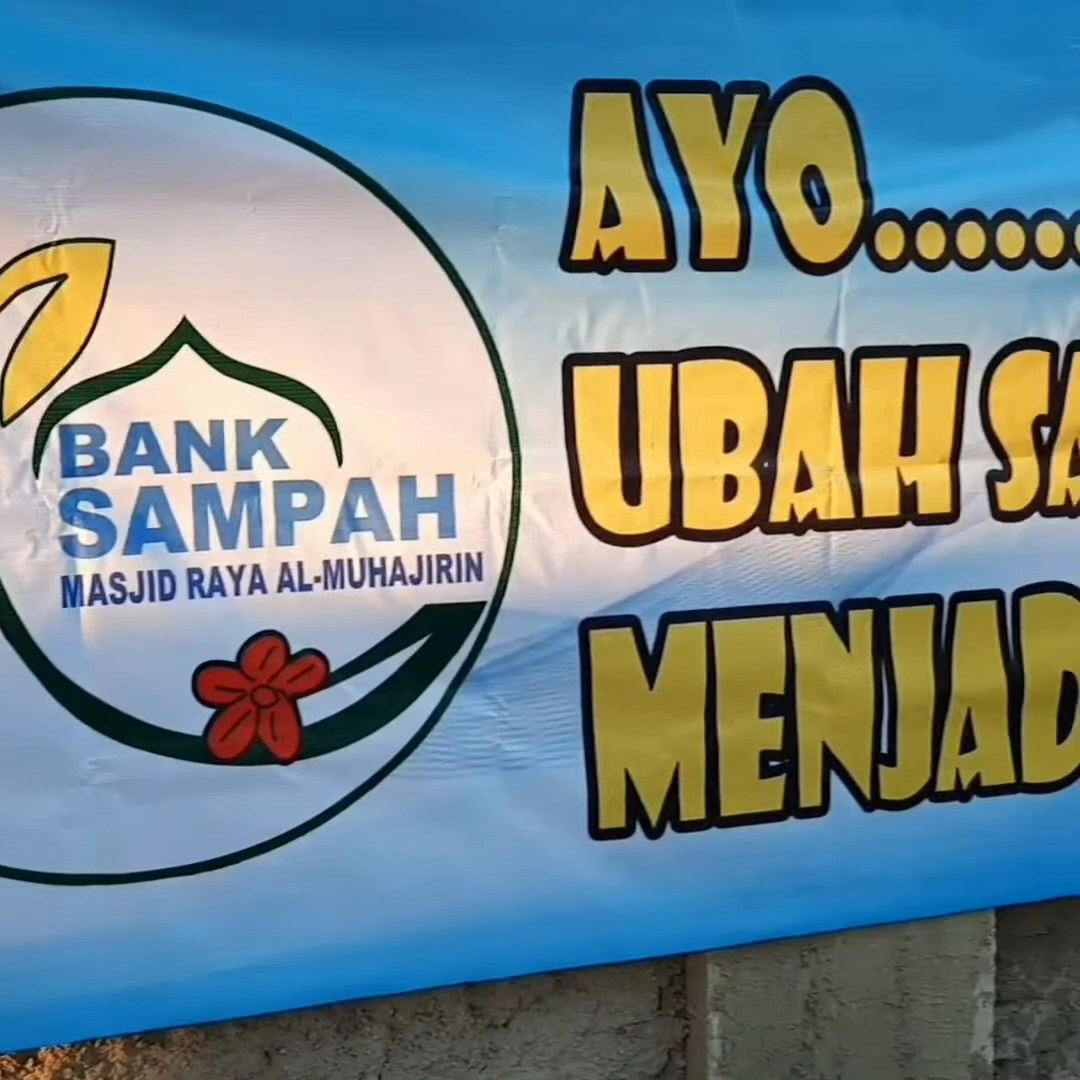 BANK
SAMPAH
MASJID RAYA AL-MUHAJIRIN
AYO......
UBAH SA
MENJAD